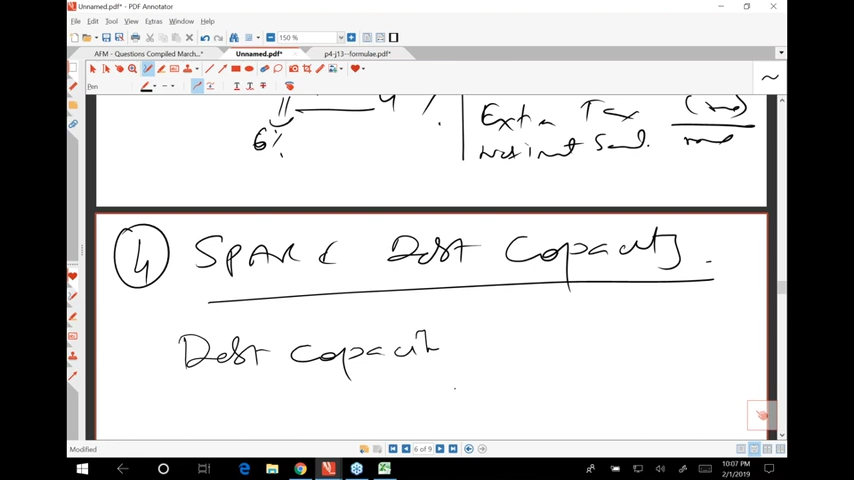 Unnamed.pdf* - PDF Annotator
File Edit Document View Tool Extras Window Help
150 %
AFM - Questions Compiled March...* Unnamed.pdf* p4-j13--formulae.pdf*
Pen
4 %
6%
Extra Tax
4 SPARE Debt Capacity.
Debt capacit
Modified
6 of 9
10:07 PM
2/1/2019